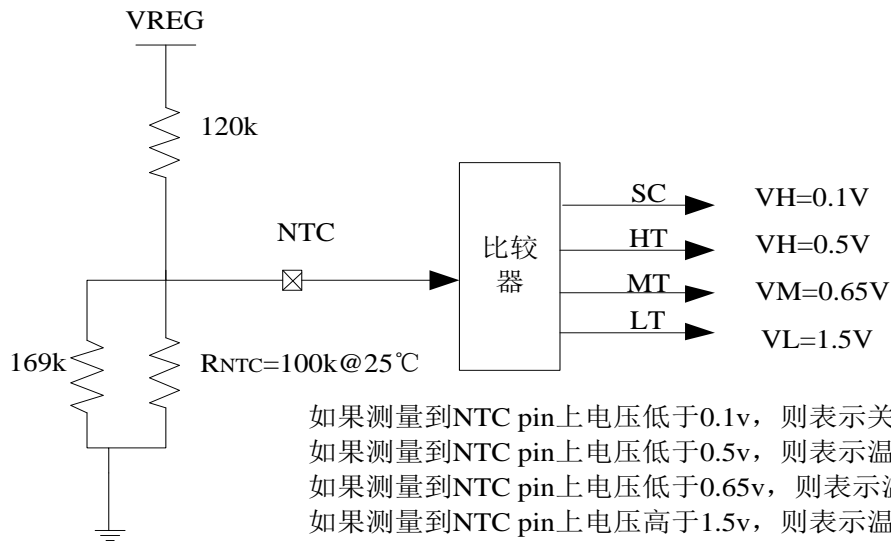 VREG
120k
NTC
SC VH=0.1V
比较
器
HT VH=0.5V
MT VM=0.65V
LT VL=1.5V
169k
RNTC=100k@25℃
如果测量到NTC pin上电压低于0.1v，则表示关
如果测量到NTC pin上电压低于0.5v，则表示温
如果测量到NTC pin上电压低于0.65v，则表示
如果测量到NTC pin上电压高于1.5v，则表示温